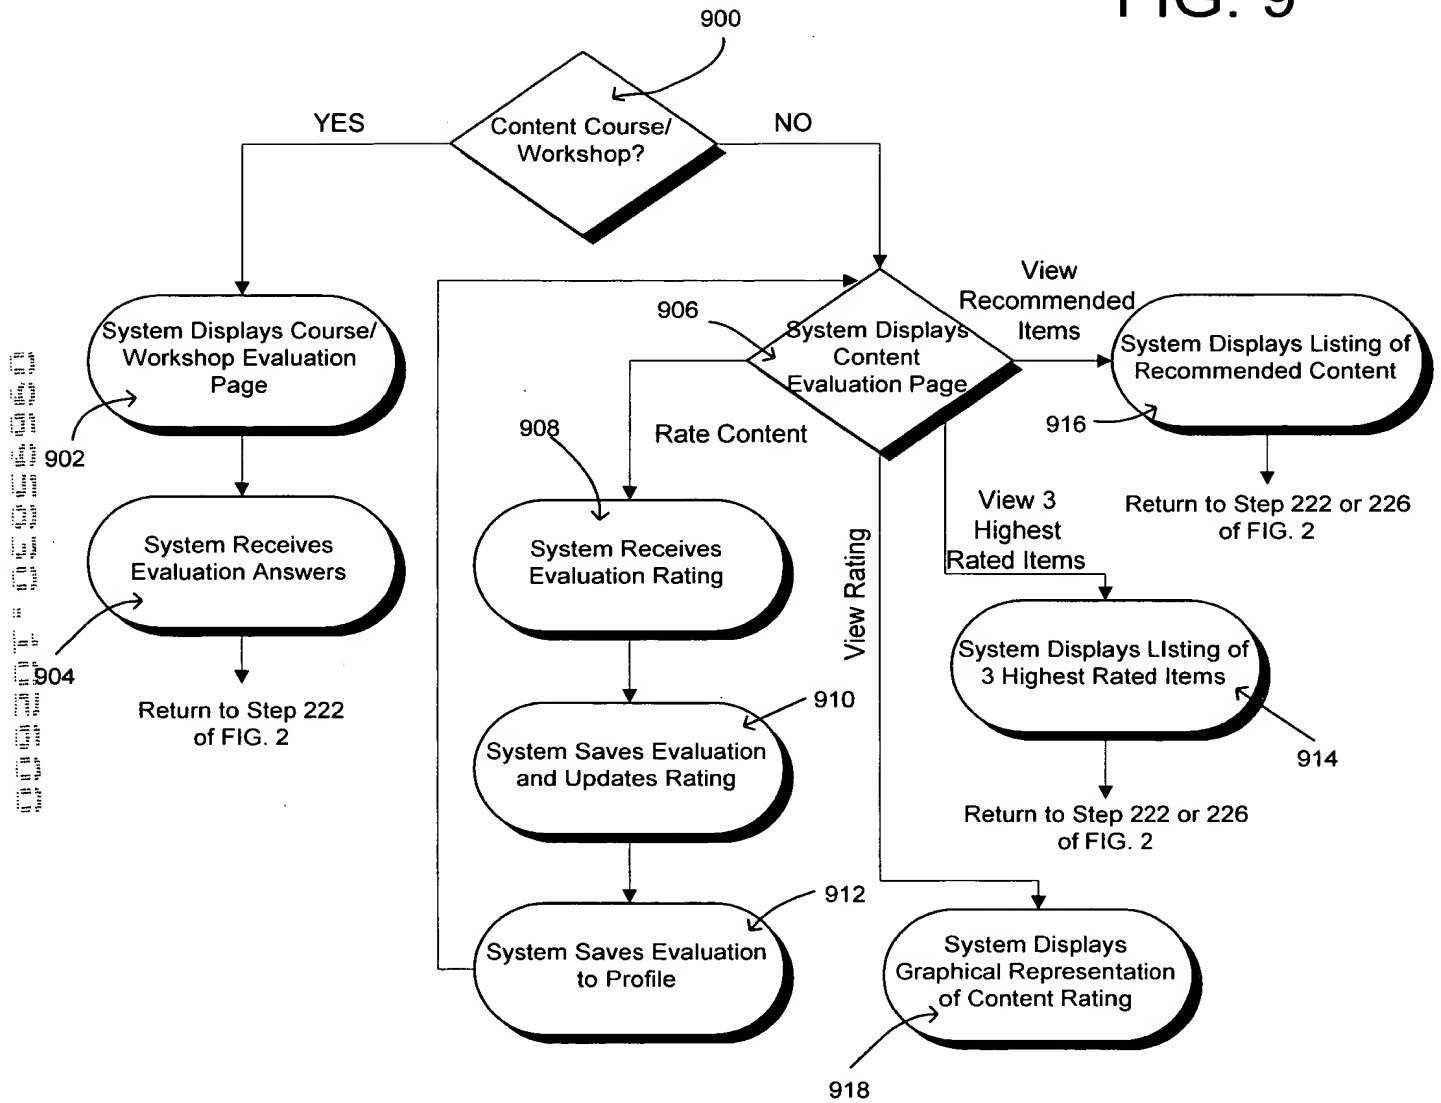 FIG. 9
900
YES
Content Course/
Workshop?
NO
System Displays Course/
Workshop Evaluation
Page
902
System Receives
Evaluation Answers
904
Return to Step 222
of FIG. 2
906
System Displays
Content
Evaluation Page
View
Recommended
Items
System Displays Listing of
Recommended Content
916
Return to Step 222 or 226
of FIG. 2
908
Rate Content
System Receives
Evaluation Rating
View Rating
View 3
Highest
Rated Items
System Displays LIsting of
3 Highest Rated Items
914
Return to Step 222 or 226
of FIG. 2
910
System Saves Evaluation
and Updates Rating
912
System Saves Evaluation
to Profile
System Displays
Graphical Representation
of Content Rating
918